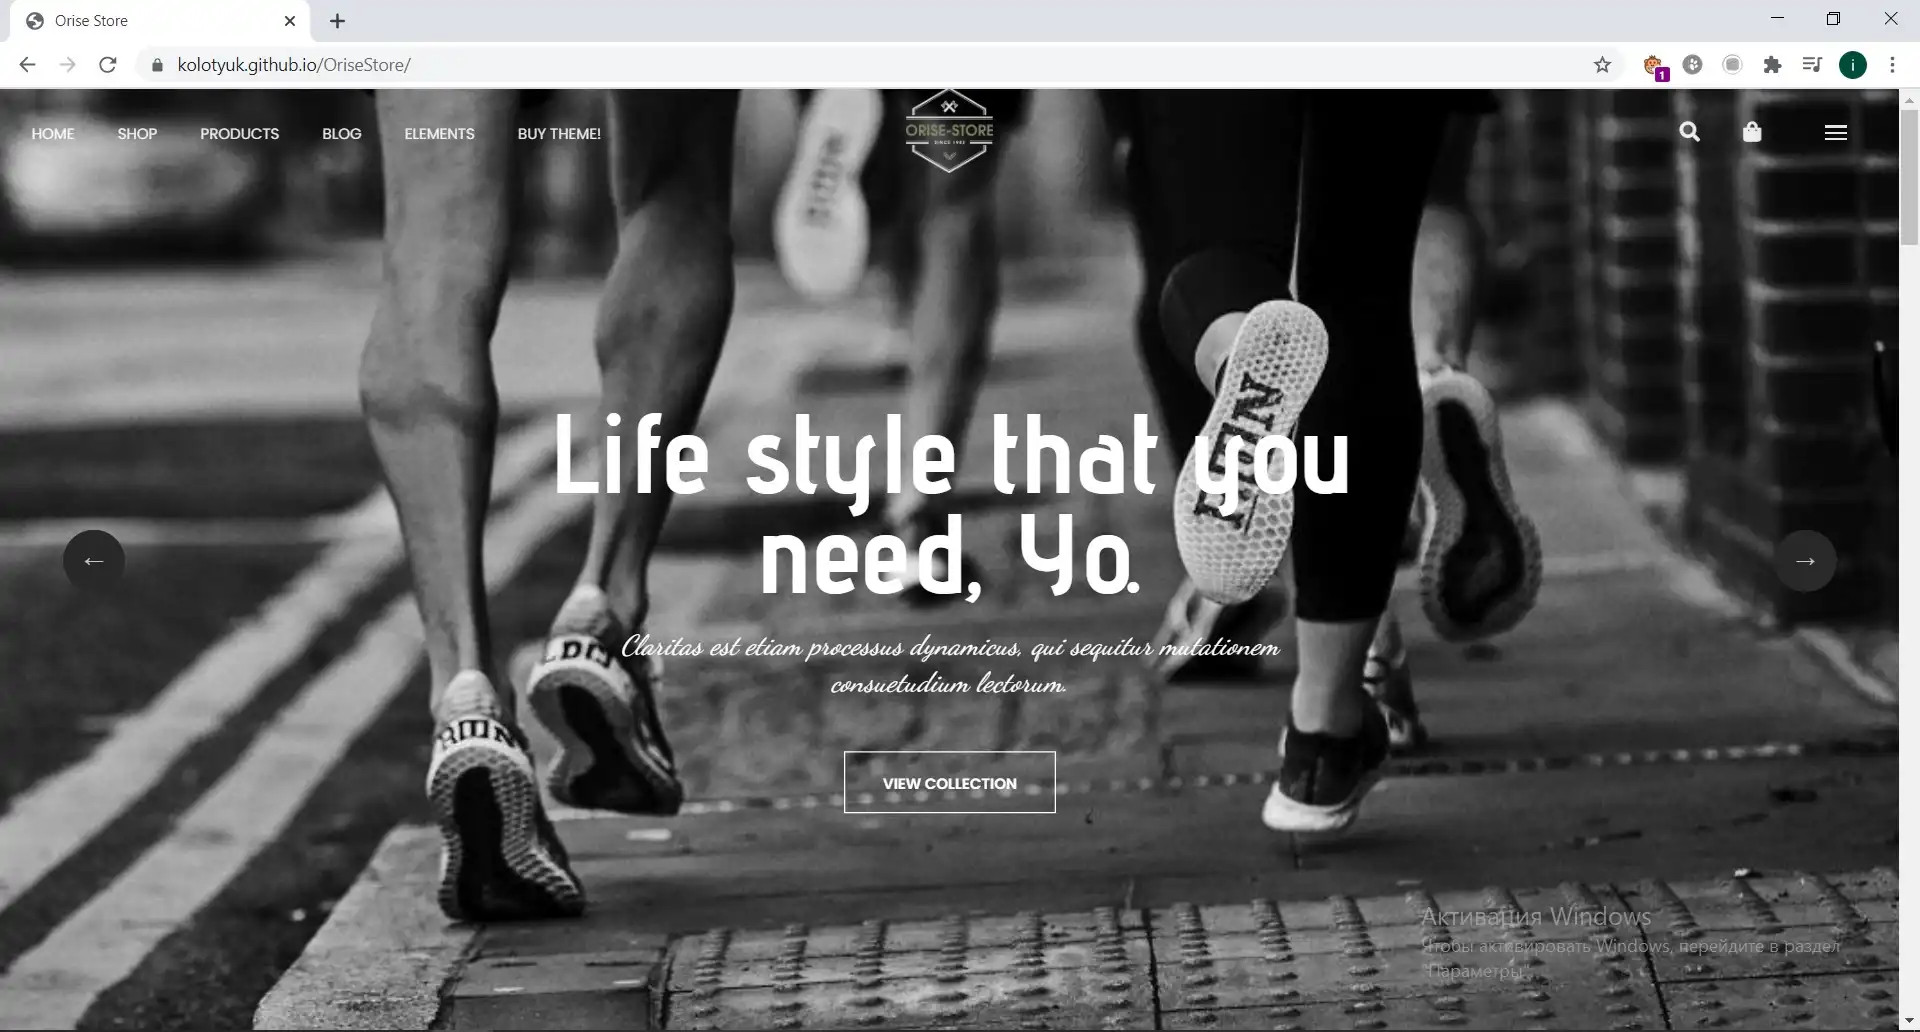 Orise Store
kolotyuk.github.io/OriseStore/
1
i
HOME SHOP PRODUCTS BLOG ELEMENTS BUY THEME!
ORISE-STORE
SINCE 1982
RUN
Life style that you
need, Yo.
Claritas est etiam processus dynamicus, qui sequitur mutationem
consuetudium lectorum.
VIEW COLLECTION
Активация Windows
Чтобы активировать Windows, перейдите в раздел
"Параметры".